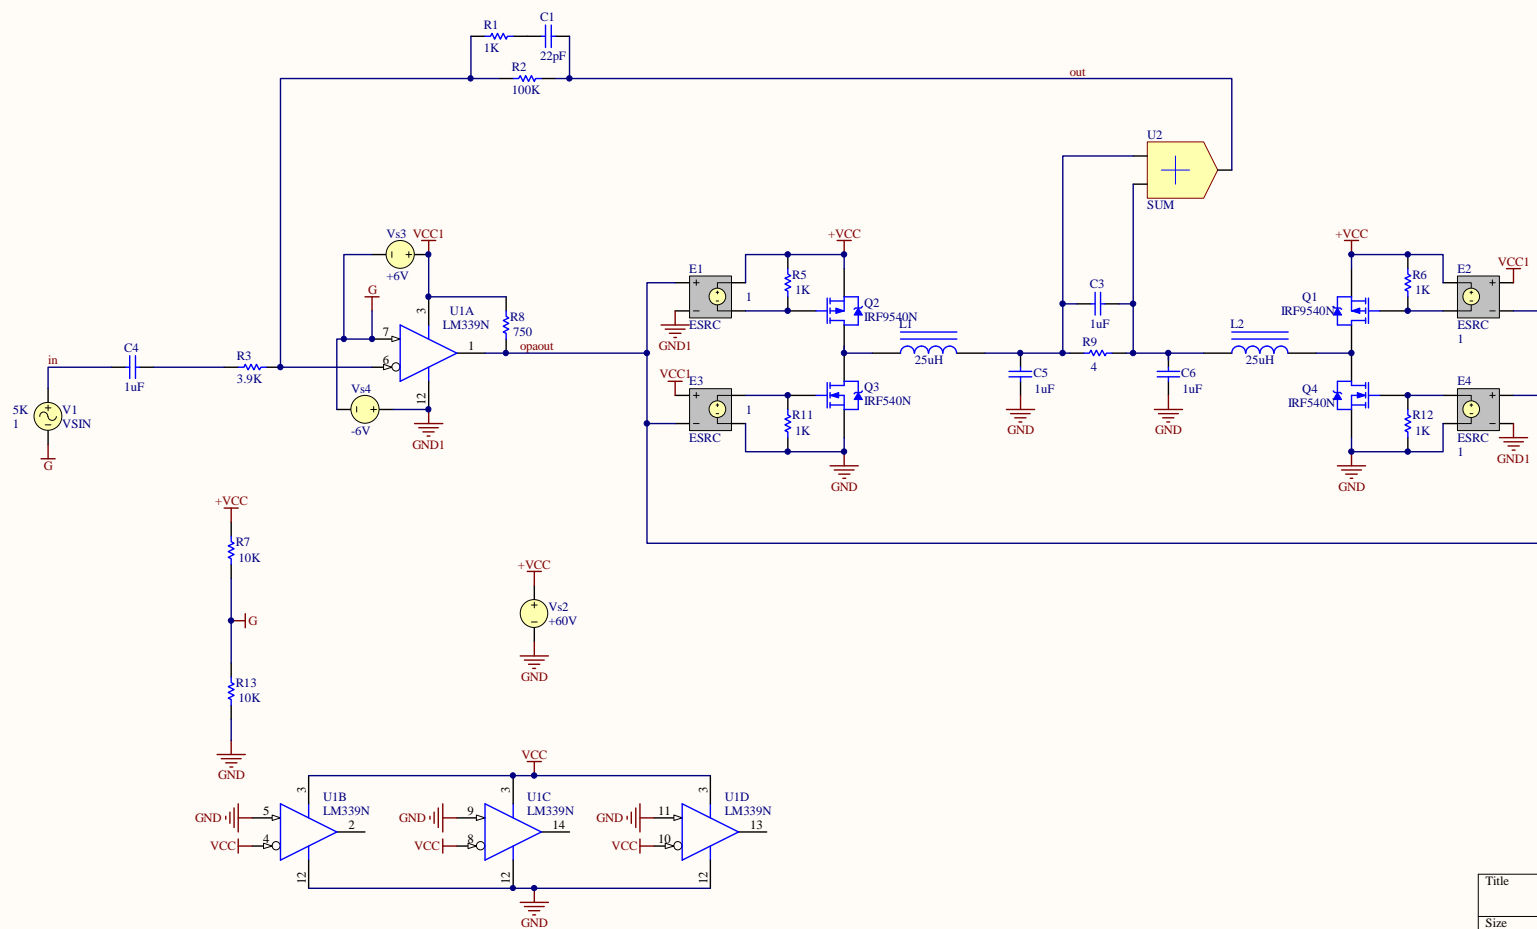 R1
1K
C1
22pF
R2
100K
out
U2
SUM
in
C4
1uF
R3
3.9K
5K
1
V1
VSIN
G
Vs3
+6V
VCC1
G
U1A
LM339N
3
7
6
1
12
R8
750
opaout
Vs4
-6V
GND1
E1
1
ESRC
GND1
VCC1
E3
1
ESRC
R5
1K
R11
1K
+VCC
Q2
IRF9540N
Q3
IRF540N
GND
L1
25uH
C5
1uF
GND
C3
1uF
R9
4
C6
1uF
GND
L2
25uH
+VCC
Q1
IRF9540N
Q4
IRF540N
GND
R6
1K
R12
1K
E2
ESRC
1
VCC1
E4
ESRC
1
GND1
+VCC
R7
10K
G
R13
10K
GND
+VCC
Vs2
+60V
GND
VCC
GND
5
VCC
4
3
12
U1B
LM339N
2
GND
9
VCC
8
3
12
U1C
LM339N
14
GND
11
VCC
10
3
12
U1D
LM339N
13
GND
Title
Size